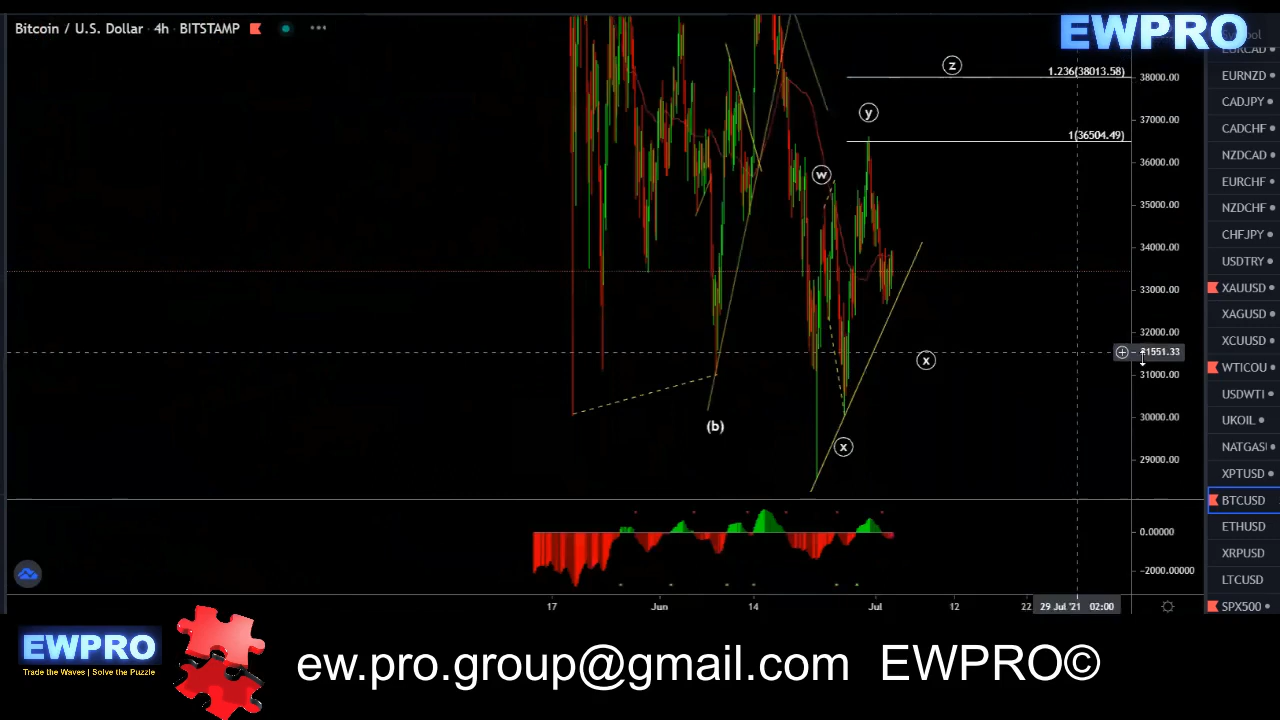 Bitcoin / U.S. Dollar · 4h · BITSTAMP
EWPRO
EURNZD
CADJPY
CADCHF
NZDCAD
EURCHF
NZDCHF
CHFJPY
USDTRY
XAUUSD
XAGUSD
XCUUSD
WTICOU
USDWTI
UKOIL
NATGAS
XPTUSD
BTCUSD
ETHUSD
XRPUSD
LTCUSD
SPX500
38000.00
37000.00
36000.00
35000.00
34000.00
33000.00
32000.00
31551.33
31000.00
30000.00
29000.00
0.00000
-2000.00000
z
1.236(38013.58)
y
1(36504.49)
w
x
(b)
x
17
Jun
14
Jul
12
22
29 Jul '21 02:00
EWPRO
Trade the Waves | Solve the Puzzle
ew.pro.group@gmail.com EWPRO©